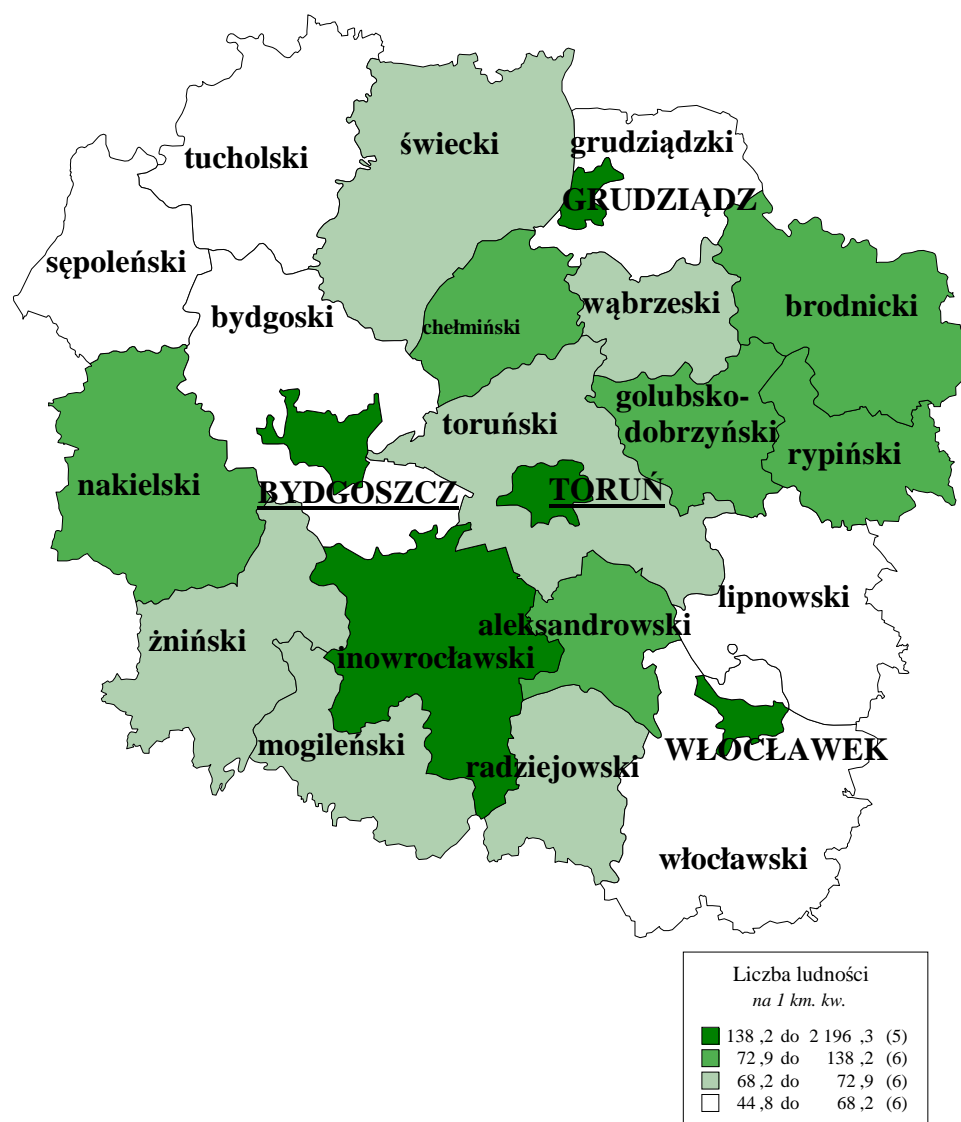 tucholski
świecki
grudziądzki
GRUDZIĄDZ
sępoleński
bydgoski
chełmiński
wąbrzeski
brodnicki
golubsko-
dobrzyński
toruński
rypiński
nakielski
BYDGOSZCZ
TORUŃ
lipnowski
żniński
inowrocławski
aleksandrowski
mogileński
radziejowski
WŁOCŁAWEK
włocławski
Liczba ludności
na 1 km. kw.
138 ,2 do 2 196 ,3 (5)
72 ,9 do 138 ,2 (6)
68 ,2 do 72 ,9 (6)
44 ,8 do 68 ,2 (6)